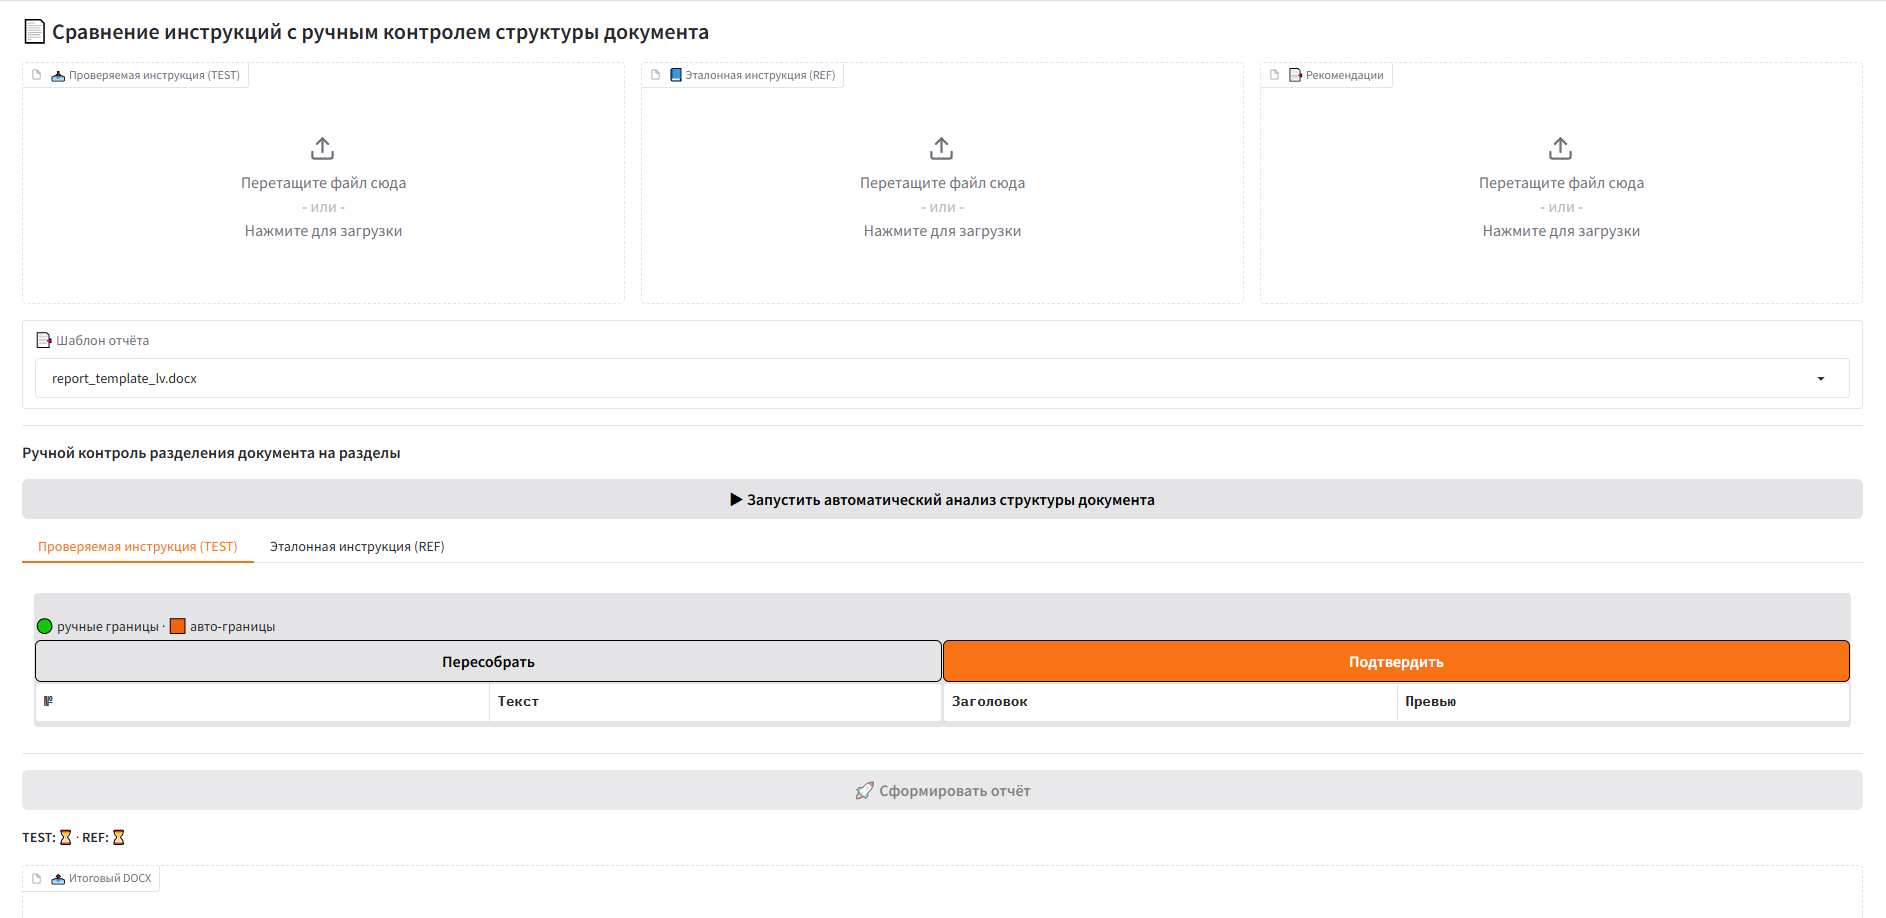 Сравнение инструкций с ручным контролем структуры документа
Проверяемая инструкция (TEST)
Перетащите файл сюда
- или -
Нажмите для загрузки
Эталонная инструкция (REF)
Перетащите файл сюда
- или -
Нажмите для загрузки
Рекомендации
Перетащите файл сюда
- или -
Нажмите для загрузки
Шаблон отчёта
report_template_lv.docx
Ручной контроль разделения документа на разделы
▶ Запустить автоматический анализ структуры документа
Проверяемая инструкция (TEST) Эталонная инструкция (REF)
ручные границы · авто-границы
Пересобрать Подтвердить
№ Текст Заголовок Превью
Сформировать отчёт
TEST: ⏳ · REF: ⏳
Итоговый DOCX